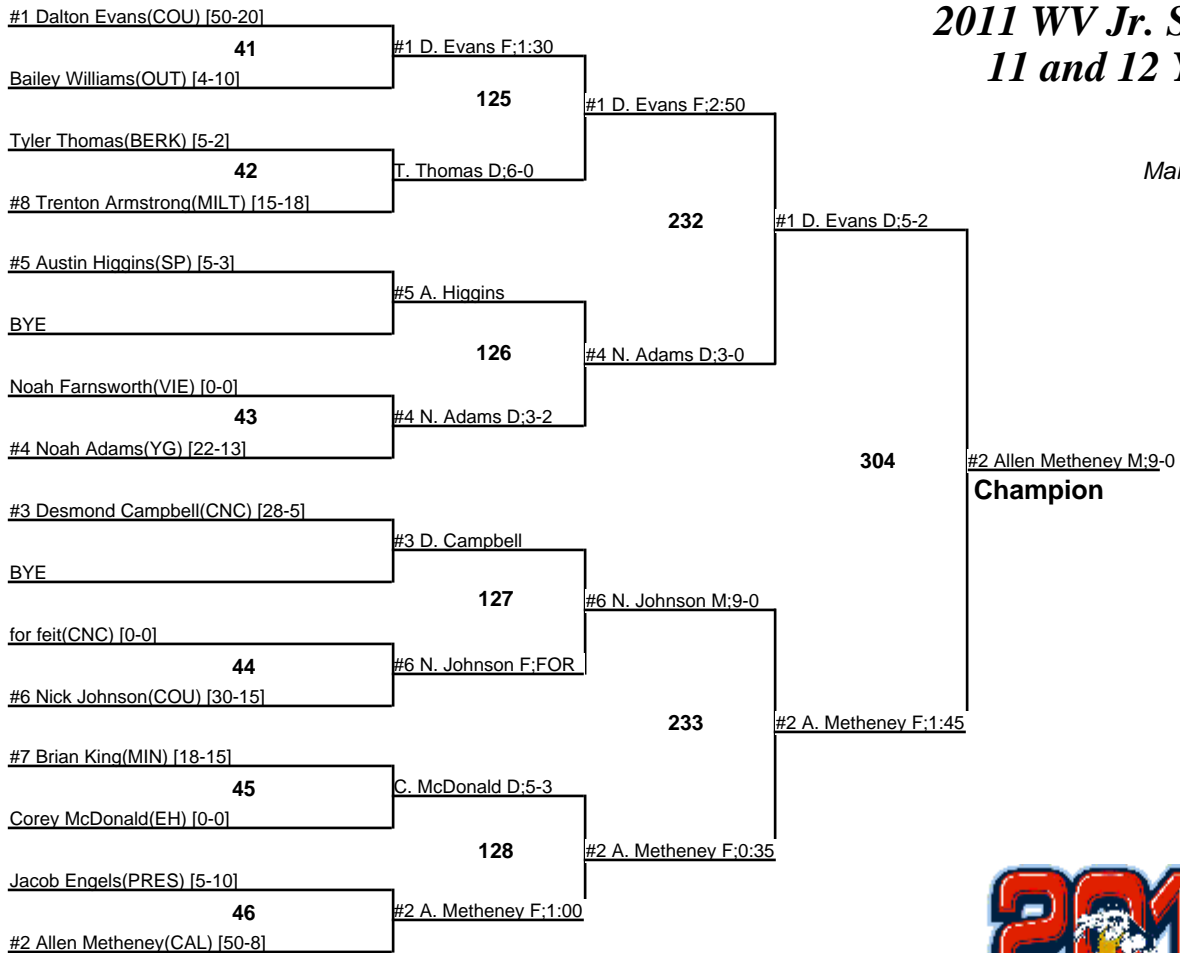 2011 WV Jr. S
11 and 12 Y
Mar
#1 Dalton Evans(COU) [50-20]
41
#1 D. Evans F;1:30
Bailey Williams(OUT) [4-10]
125
#1 D. Evans F;2:50
Tyler Thomas(BERK) [5-2]
42
T. Thomas D;6-0
#8 Trenton Armstrong(MILT) [15-18]
232
#1 D. Evans D;5-2
#5 Austin Higgins(SP) [5-3]
#5 A. Higgins
BYE
126
#4 N. Adams D;3-0
Noah Farnsworth(VIE) [0-0]
43
#4 N. Adams D;3-2
#4 Noah Adams(YG) [22-13]
304
#2 Allen Metheney M;9-0
Champion
#3 Desmond Campbell(CNC) [28-5]
#3 D. Campbell
BYE
127
#6 N. Johnson M;9-0
for feit(CNC) [0-0]
44
#6 N. Johnson F;FOR
#6 Nick Johnson(COU) [30-15]
233
#2 A. Metheney F;1:45
#7 Brian King(MIN) [18-15]
45
C. McDonald D;5-3
Corey McDonald(EH) [0-0]
128
#2 A. Metheney F;0:35
Jacob Engels(PRES) [5-10]
46
#2 A. Metheney F;1:00
#2 Allen Metheney(CAL) [50-8]
201